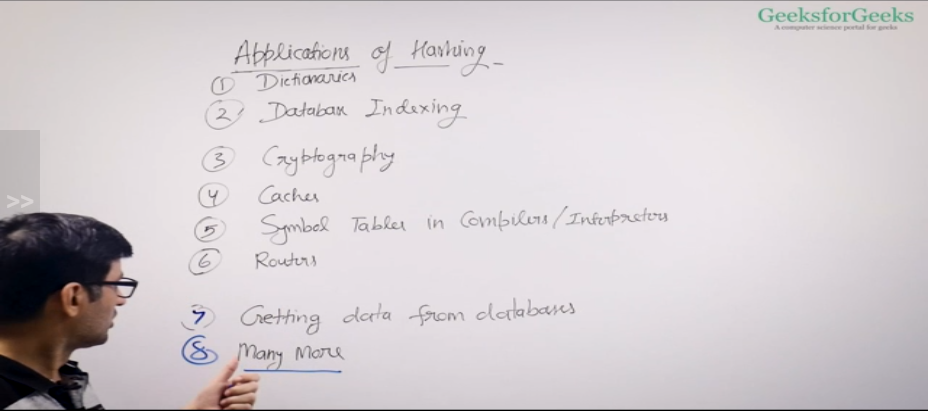 GeeksforGeeks
A computer science portal for geeks
Applications of Hashing
1 Dictionaries
2 Database Indexing
3 Cryptography
4 Caches
5 Symbol Tables in Compilers/Interpreters
6 Routers
7 Getting data from databases
8 Many More
>>